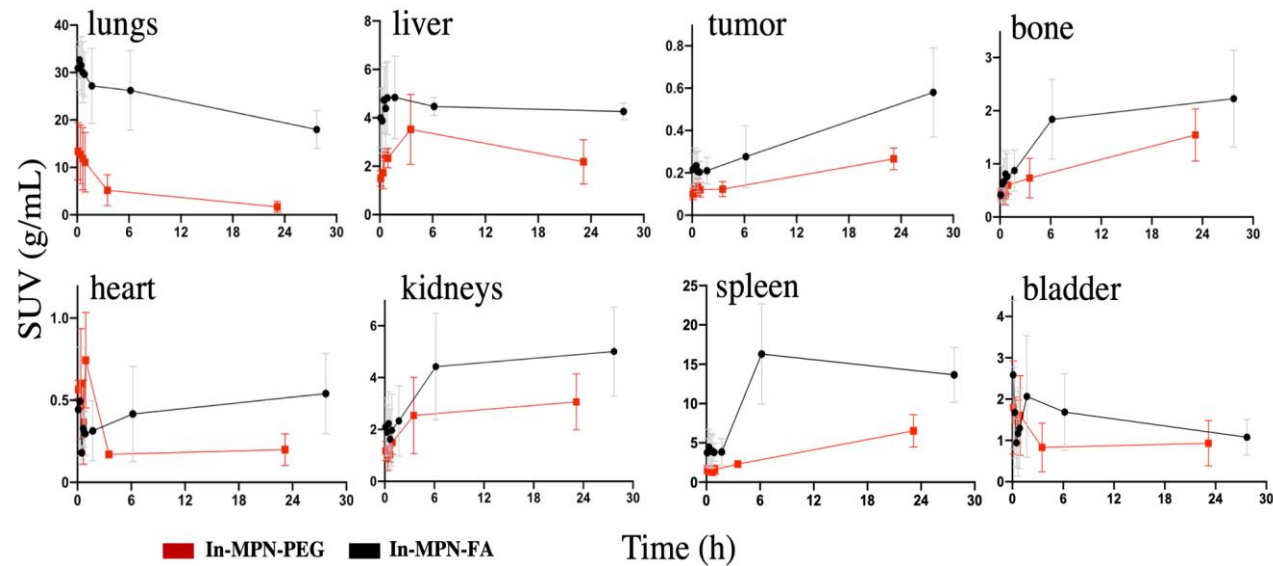 lungs
40
30
20
10
0
0 6 12 18 24 30
liver
8
6
4
2
0
0 6 12 18 24 30
tumor
0.8
0.6
0.4
0.2
0.0
0 6 12 18 24 30
bone
3
2
1
0
0 6 12 18 24 30
SUV (g/mL)
heart
1.0
0.5
0.0
0 6 12 18 24 30
kidneys
6
4
2
0
0 6 12 18 24 30
spleen
25
20
15
10
5
0
0 6 12 18 24 30
bladder
4
3
2
1
0
0 6 12 18 24 30
In-MPN-PEG In-MPN-FA
Time (h)